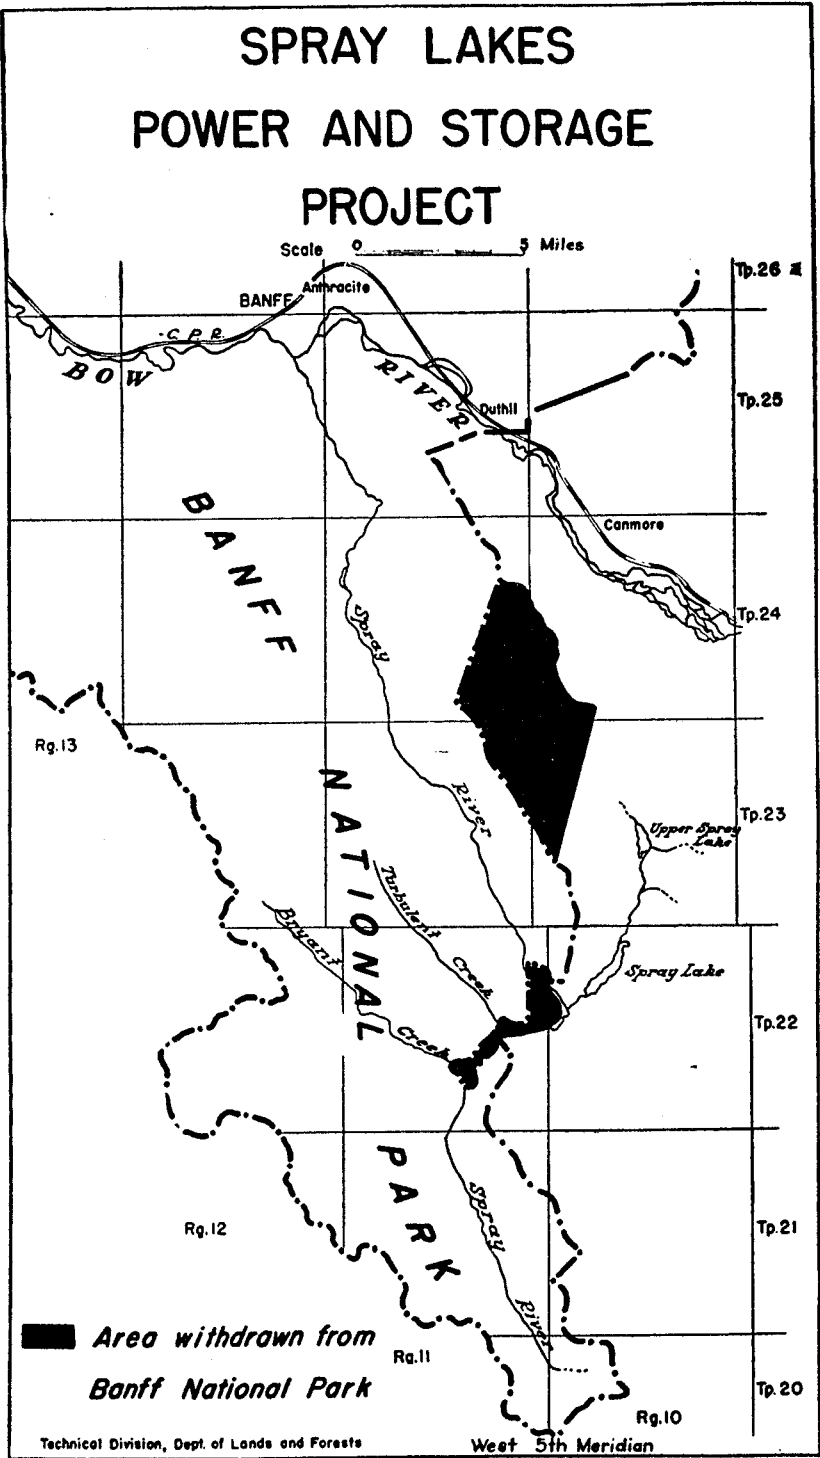 SPRAY LAKES
POWER AND STORAGE
PROJECT
Scale 0 5 Miles
Tp.26
Anthracite
BANFF
C. P. R.
BOW
RIVER
Tp.25
Duthil
BANFF
Canmore
Tp.24
Spray
Rg.13
NATIONAL
River
Tp.23
Upper Spray
Lake
Turbulent
Creek
Bryant
Creek
Spray Lake
Tp.22
PARK
Spray
River
Rg.12
Tp.21
Area withdrawn from
Banff National Park
Rg.11
Tp.20
Rg.10
Technical Division, Dept. of Lands and Forests
West 5th Meridian